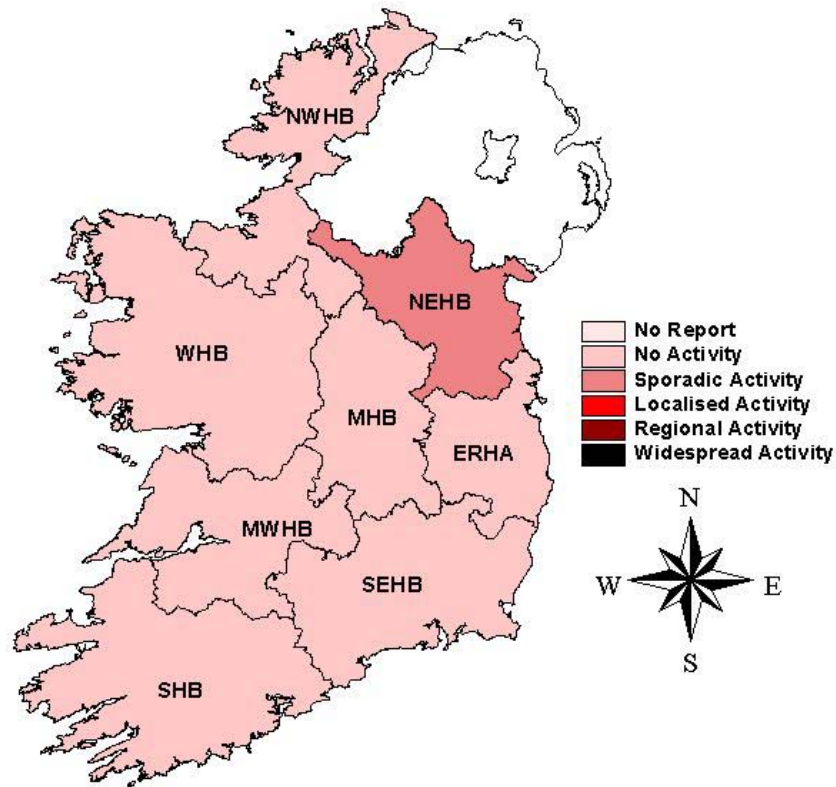 NWHB
NEHB
WHB
MHB
ERHA
MWHB
SEHB
SHB
No Report
No Activity
Sporadic Activity
Localised Activity
Regional Activity
Widespread Activity
N
W E
S